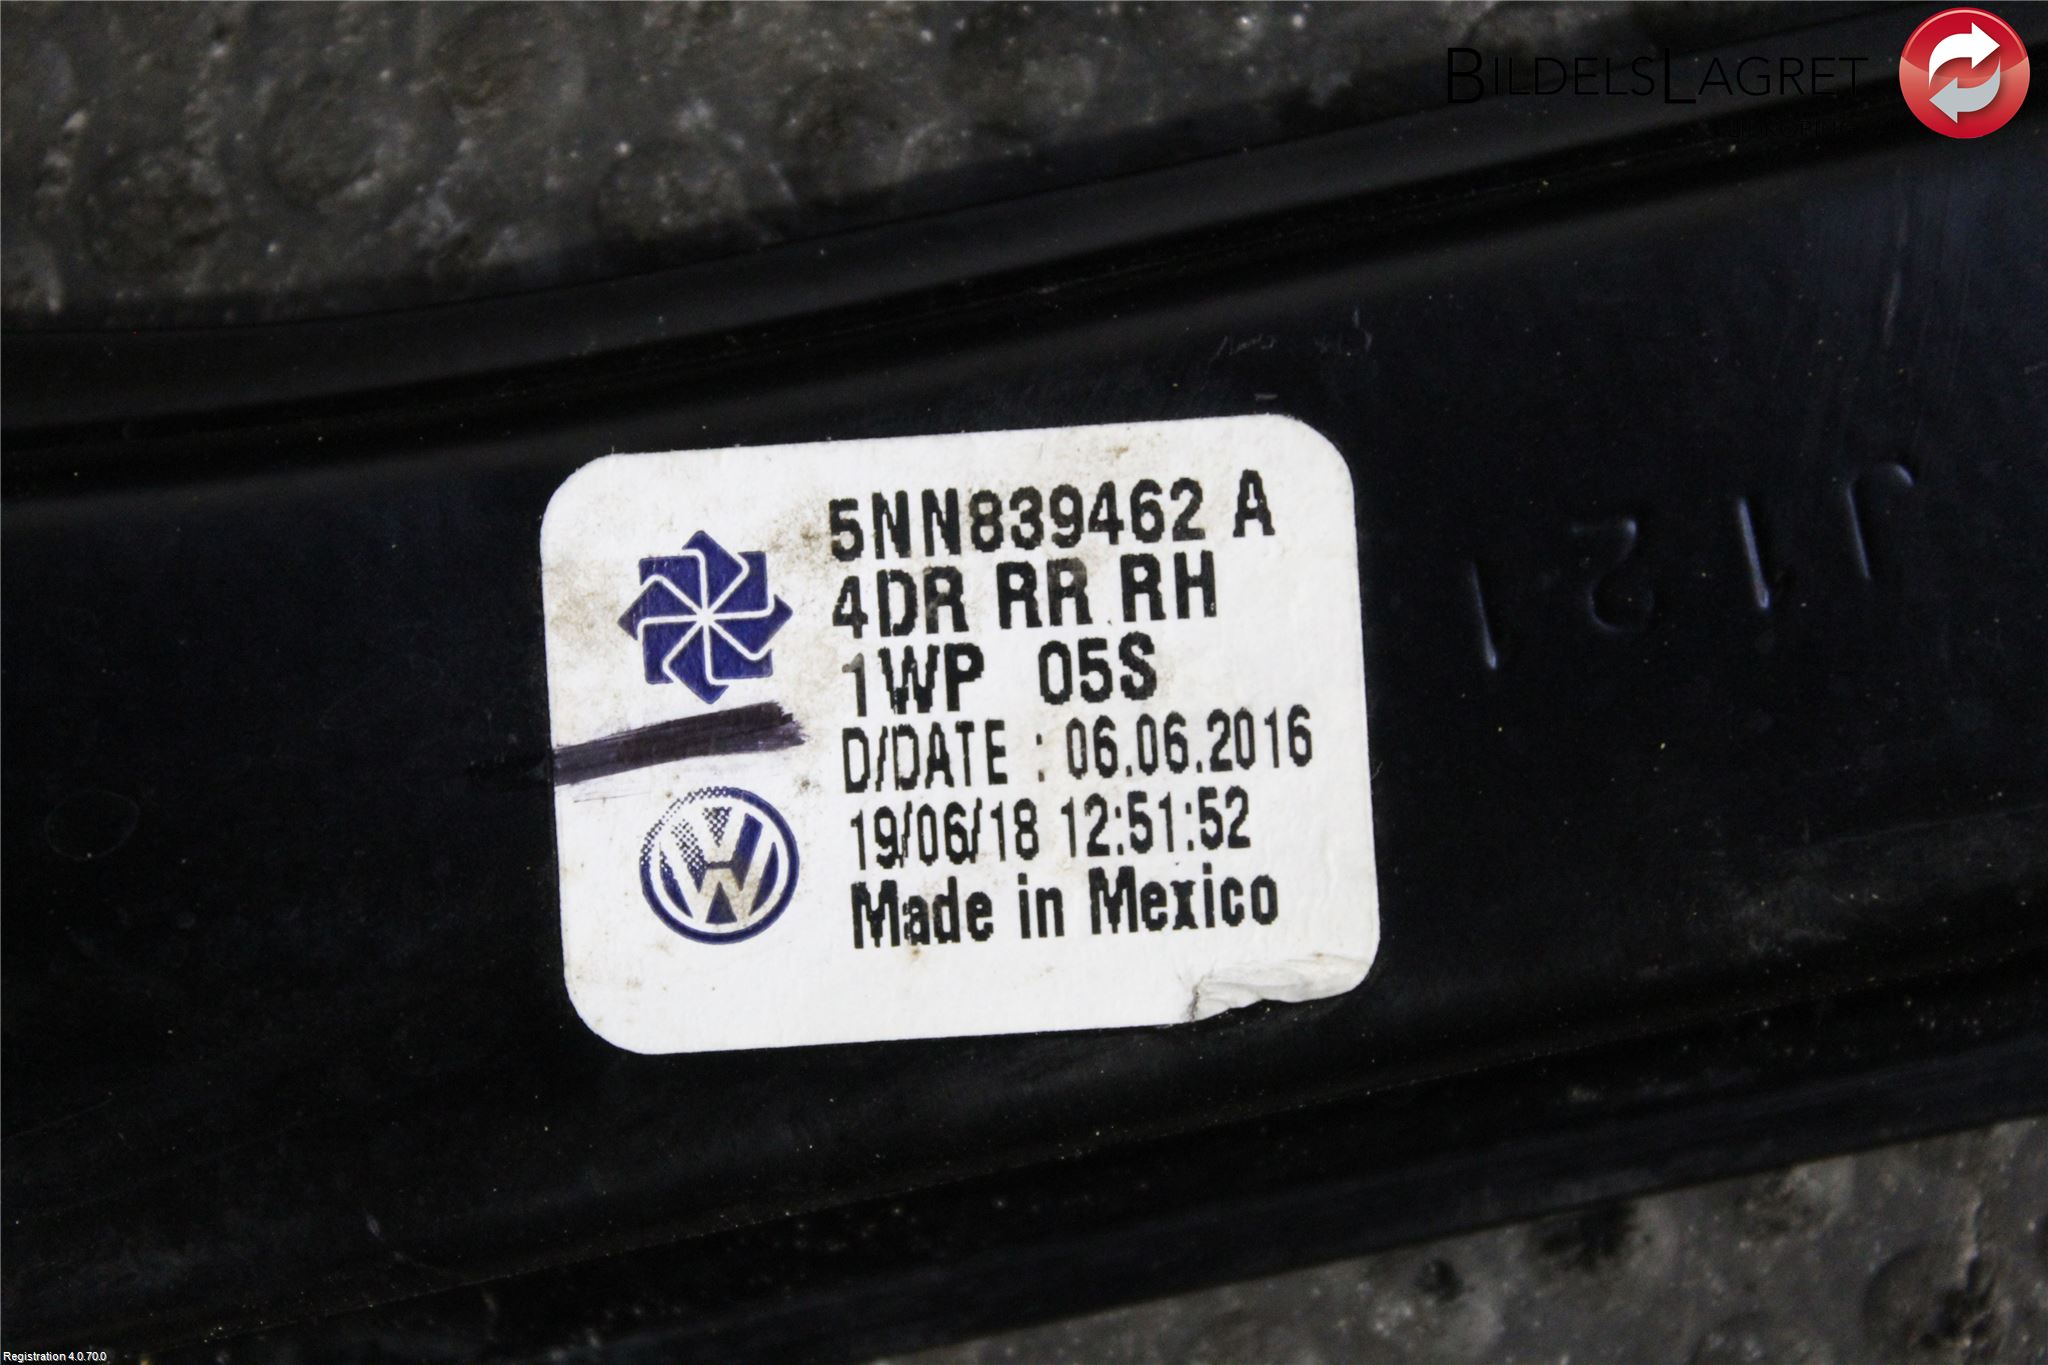 BILDELSLAGRET
5NN839462 A
4DR RR RH
1WP 05S
D/DATE : 06.06.2016
19/06/18 12:51:52
Made in Mexico
Registration 4.0.70.0